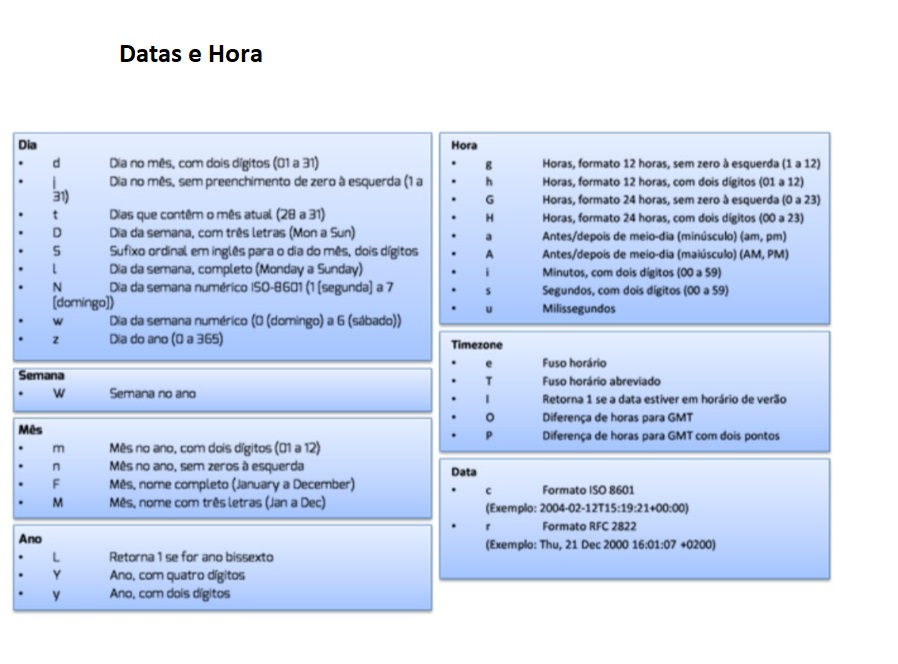 Datas e Hora
Dia
• d Dia no mês, com dois dígitos (01 a 31)
• j Dia no mês, sem preenchimento de zero à esquerda (1 a
31)
• t Dias que contêm o mês atual (28 a 31)
• D Dia da semana, com três letras (Mon a Sun)
• S Sufixo ordinal em inglês para o dia do mês, dois dígitos
• l Dia da semana, completo (Monday a Sunday)
• N Dia da semana numérico ISO-8601 (1 (segunda) a 7
(domingo))
• w Dia da semana numérico (0 (domingo) a 6 (sábado))
• z Dia do ano (0 a 365)
Semana
• W Semana no ano
Mês
• m Mês no ano, com dois dígitos (01 a 12)
• n Mês no ano, sem zeros à esquerda
• F Mês, nome completo (January a December)
• M Mês, nome com três letras (Jan a Dec)
Ano
• L Retorna 1 se for ano bissexto
• Y Ano, com quatro dígitos
• y Ano, com dois dígitos
Hora
• g Horas, formato 12 horas, sem zero à esquerda (1 a 12)
• h Horas, formato 12 horas, com dois dígitos (01 a 12)
• G Horas, formato 24 horas, sem zero à esquerda (0 a 23)
• H Horas, formato 24 horas, com dois dígitos (00 a 23)
• a Antes/depois de meio-dia (minúsculo) (am, pm)
• A Antes/depois de meio-dia (maiúsculo) (AM, PM)
• i Minutos, com dois dígitos (00 a 59)
• s Segundos, com dois dígitos (00 a 59)
• u Milissegundos
Timezone
• e Fuso horário
• T Fuso horário abreviado
• I Retorna 1 se a data estiver em horário de verão
• O Diferença de horas para GMT
• P Diferença de horas para GMT com dois pontos
Data
• c Formato ISO 8601
(Exemplo: 2004-02-12T15:19:21+00:00)
• r Formato RFC 2822
(Exemplo: Thu, 21 Dec 2000 16:01:07 +0200)